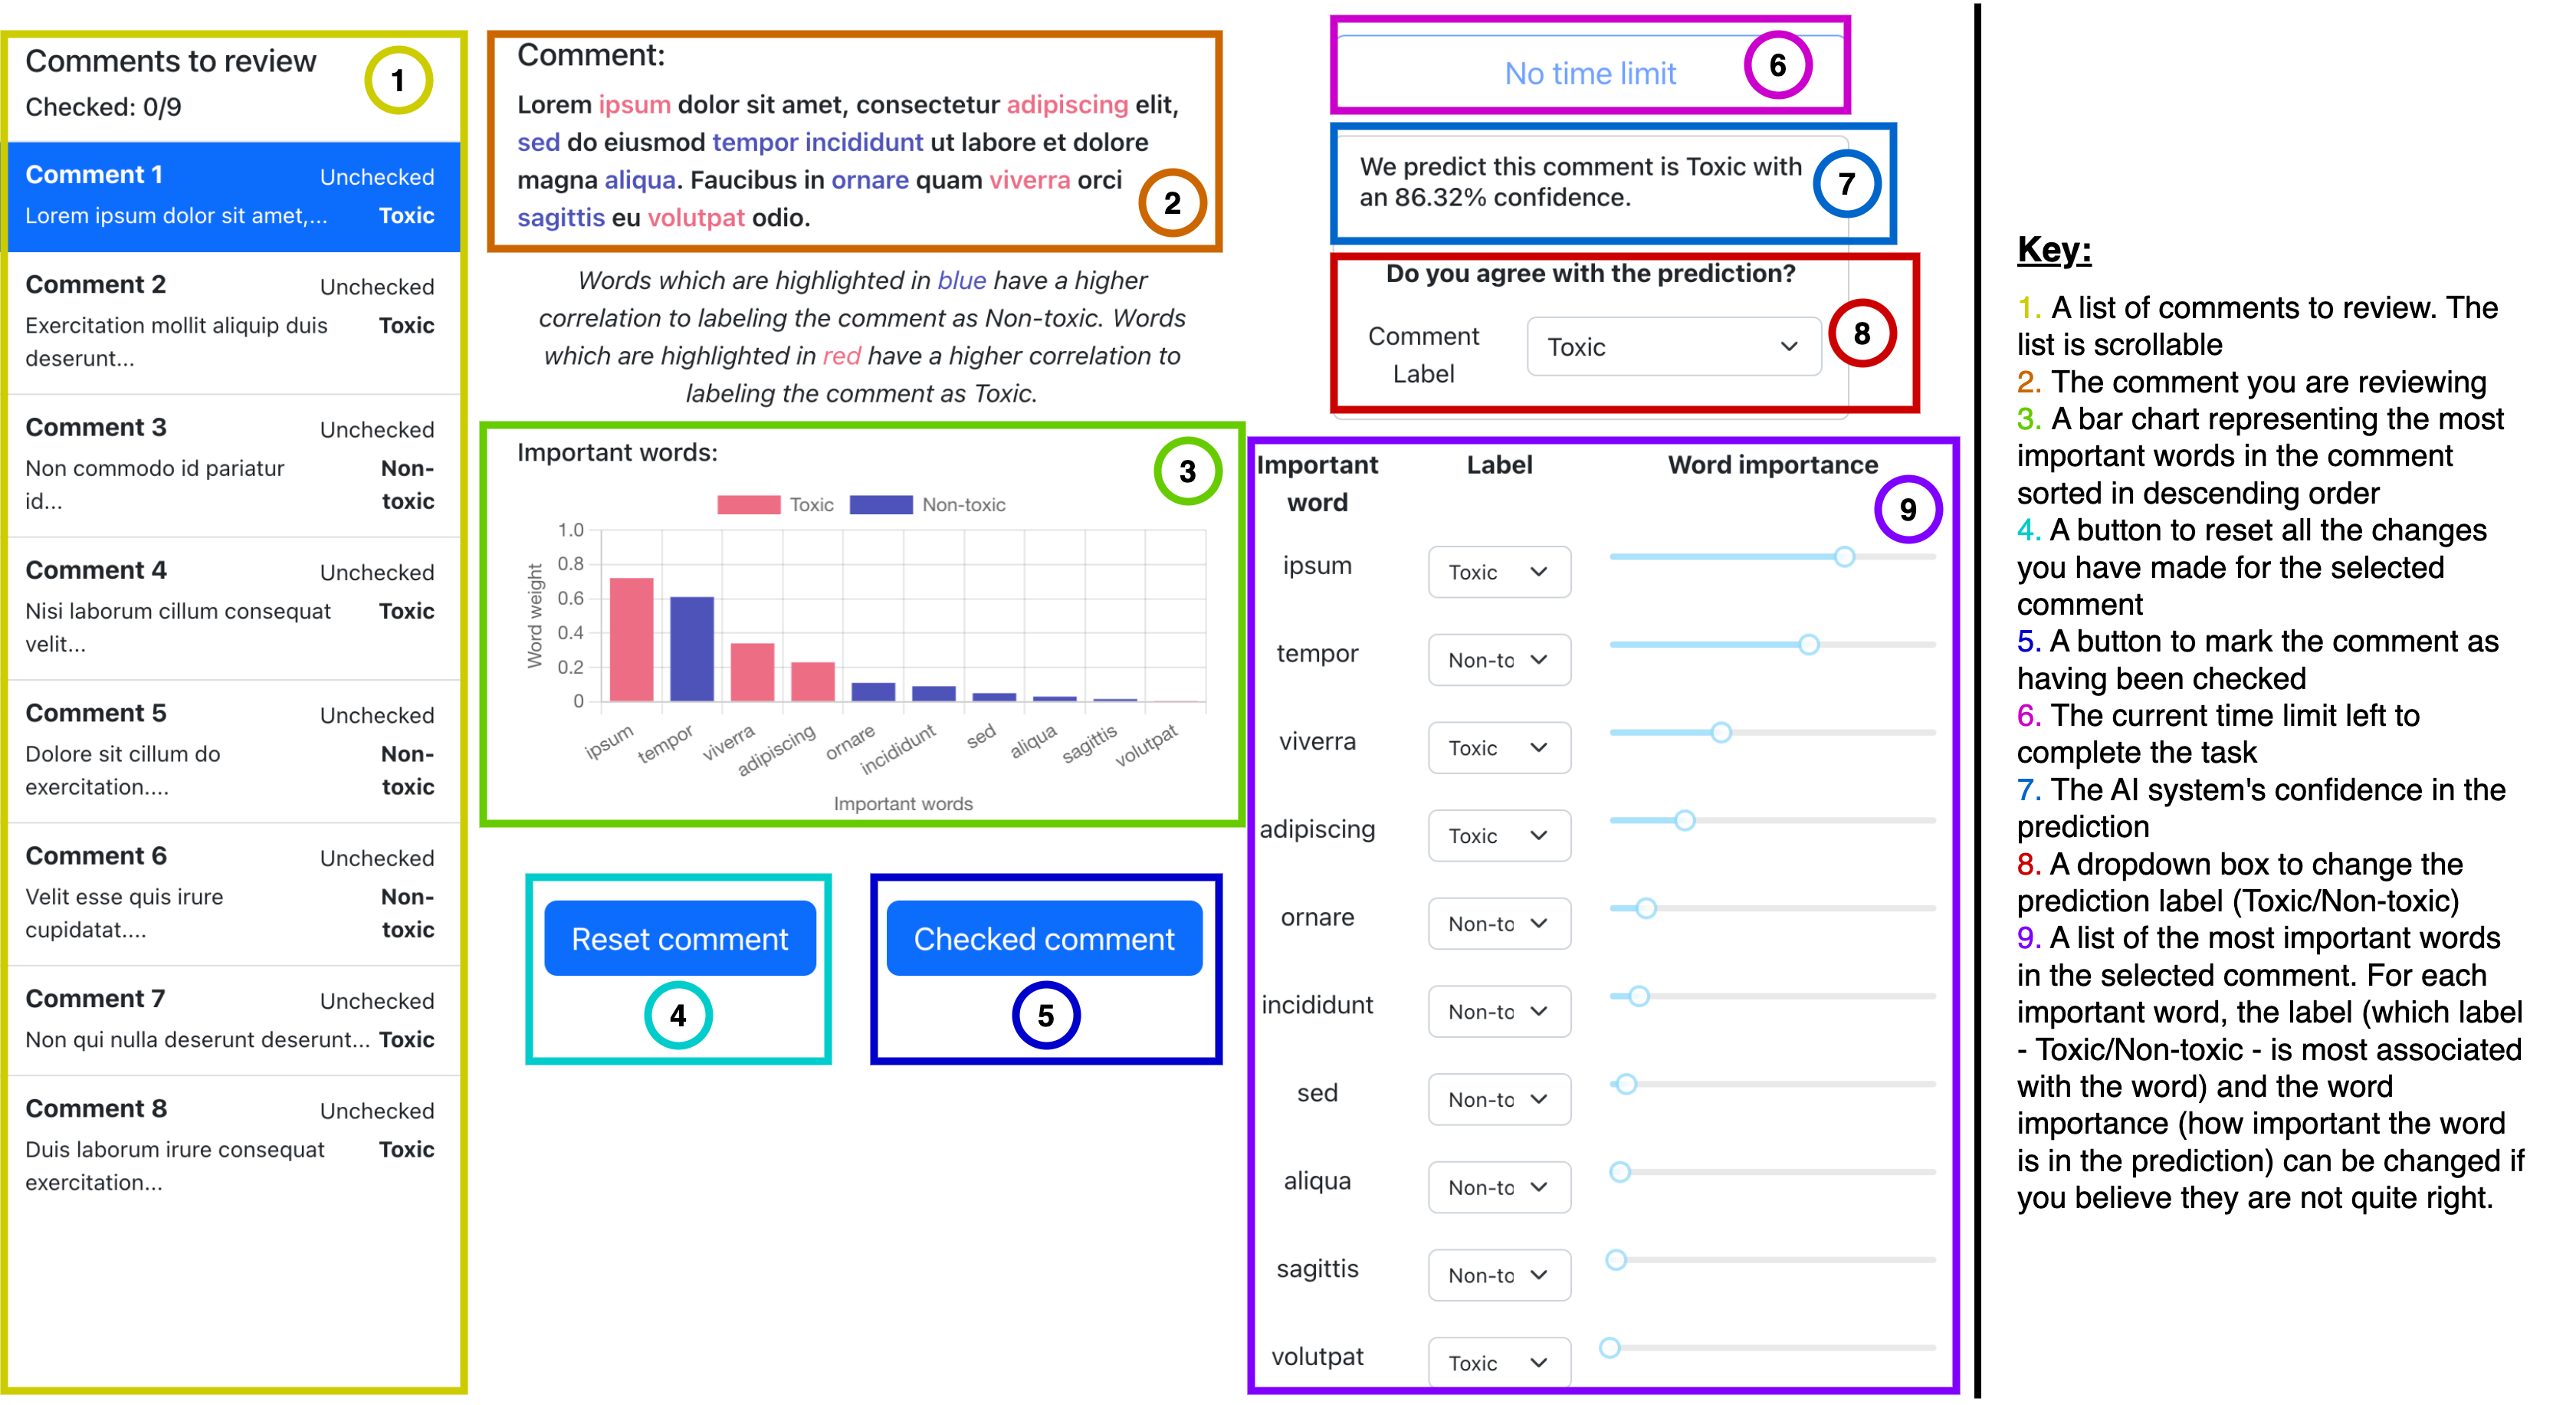 Comments to review
Checked: 0/9
1
Comment 1 Unchecked
Lorem ipsum dolor sit amet,... Toxic
Comment 2 Unchecked
Exercitation mollit aliquip duis Toxic
deserunt...
Comment 3 Unchecked
Non commodo id pariatur Non-
id... toxic
Comment 4 Unchecked
Nisi laborum cillum consequat Toxic
velit...
Comment 5 Unchecked
Dolore sit cillum do Non-
exercitation.... toxic
Comment 6 Unchecked
Velit esse quis irure Non-
cupidatat.... toxic
Comment 7 Unchecked
Non qui nulla deserunt deserunt... Toxic
Comment 8 Unchecked
Duis laborum irure consequat Toxic
exercitation...
Comment:
Lorem ipsum dolor sit amet, consectetur adipiscing elit,
sed do eiusmod tempor incididunt ut labore et dolore
magna aliqua. Faucibus in ornare quam viverra orci
sagittis eu volutpat odio.
2
Words which are highlighted in blue have a higher
correlation to labeling the comment as Non-toxic. Words
which are highlighted in red have a higher correlation to
labeling the comment as Toxic.
Important words:
3
Toxic Non-toxic
Word weight
1.0
0.8
0.6
0.4
0.2
0
ipsum tempor viverra adipiscing ornare incididunt sed aliqua sagittis volutpat
Important words
Reset comment
4
Checked comment
5
No time limit
6
We predict this comment is Toxic with
an 86.32% confidence.
7
Do you agree with the prediction?
Comment
Label
Toxic
8
Important Label Word importance
word
9
ipsum Toxic
tempor Non-to
viverra Toxic
adipiscing Toxic
ornare Non-to
incididunt Non-to
sed Non-to
aliqua Non-to
sagittis Non-to
volutpat Toxic
Key:
1. A list of comments to review. The
list is scrollable
2. The comment you are reviewing
3. A bar chart representing the most
important words in the comment
sorted in descending order
4. A button to reset all the changes
you have made for the selected
comment
5. A button to mark the comment as
having been checked
6. The current time limit left to
complete the task
7. The AI system's confidence in the
prediction
8. A dropdown box to change the
prediction label (Toxic/Non-toxic)
9. A list of the most important words
in the selected comment. For each
important word, the label (which label
- Toxic/Non-toxic - is most associated
with the word) and the word
importance (how important the word
is in the prediction) can be changed if
you believe they are not quite right.